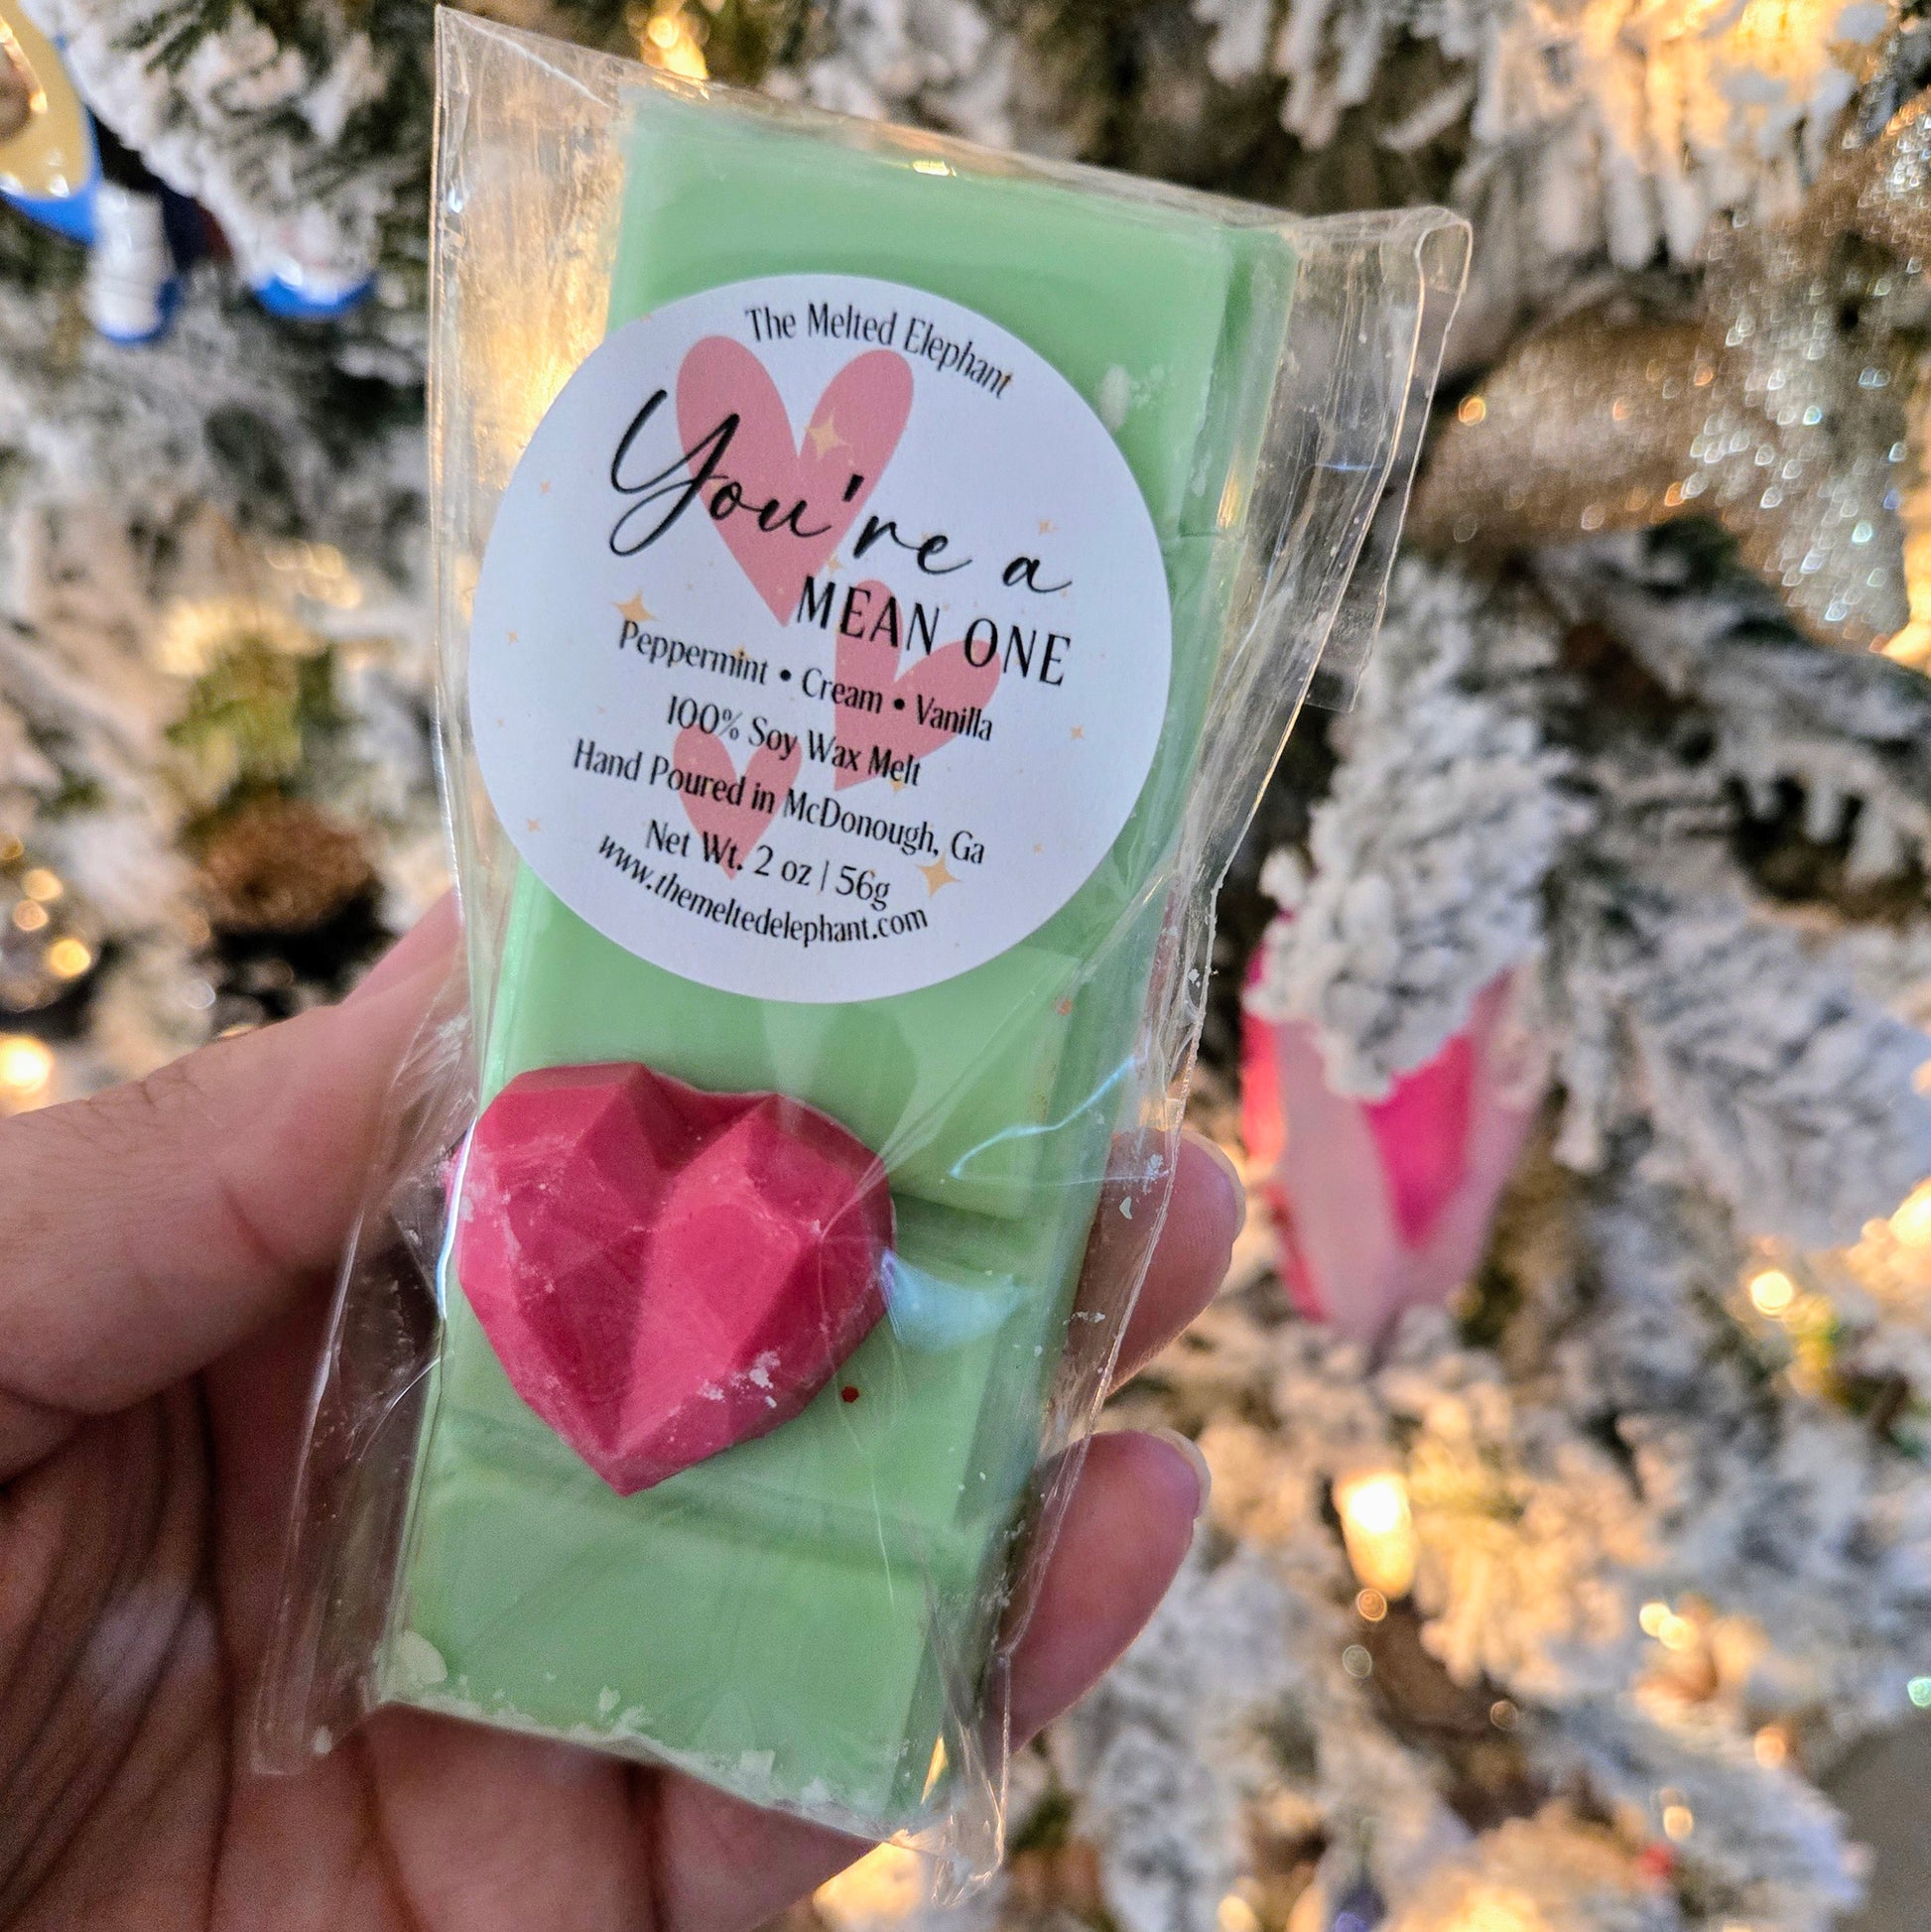 The Melted Elephant
You're a
MEAN ONE
Peppermint • Cream • Vanilla
100% Soy Wax Melt
Hand Poured in McDonough, Ga
Net Wt. 2 oz | 56g
www.themeltedelephant.com